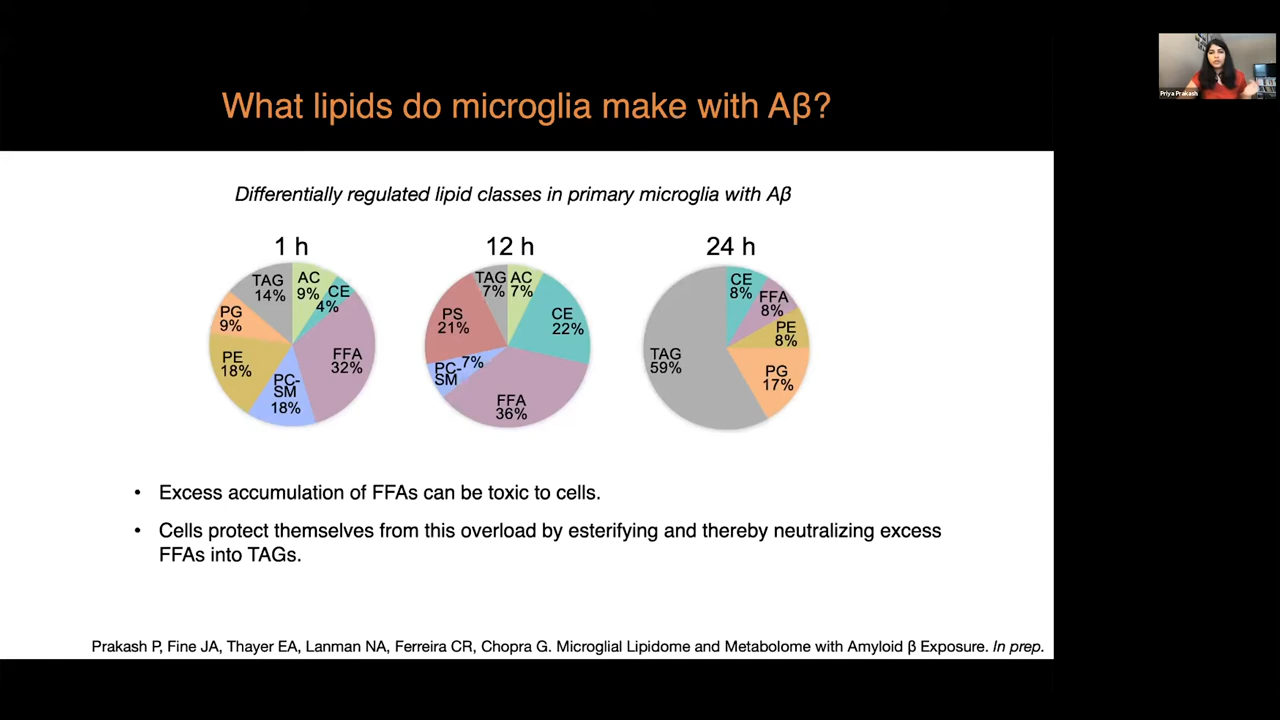 What lipids do microglia make with Aβ?
Priya Prakash
Differentially regulated lipid classes in primary microglia with Aβ
1 h
TAG
14%
AC
9%
CE
4%
FFA
32%
PC-
SM
18%
PE
18%
PG
9%
12 h
TAG
7%
AC
7%
CE
22%
FFA
36%
PC-
SM
7%
PS
21%
24 h
CE
8%
FFA
8%
PE
8%
PG
17%
TAG
59%
• Excess accumulation of FFAs can be toxic to cells.
• Cells protect themselves from this overload by esterifying and thereby neutralizing excess
FFAs into TAGs.
Prakash P, Fine JA, Thayer EA, Lanman NA, Ferreira CR, Chopra G. Microglial Lipidome and Metabolome with Amyloid β Exposure. In prep.